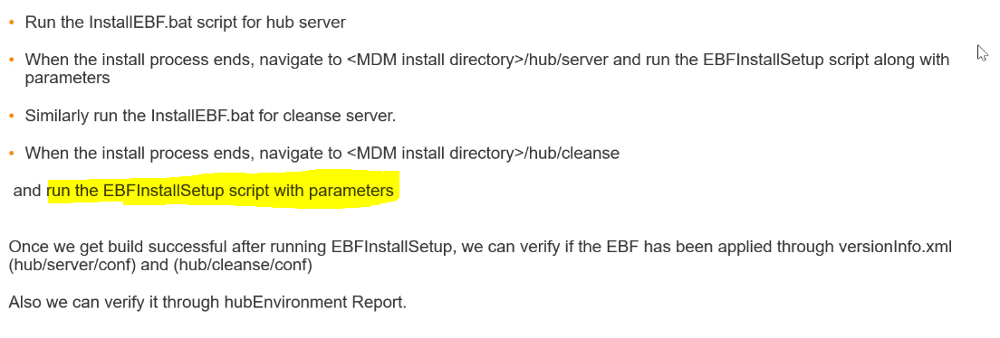 • Run the InstallEBF.bat script for hub server
• When the install process ends, navigate to <MDM install directory>/hub/server and run the EBFInstallSetup script along with
parameters
• Similarly run the InstallEBF.bat for cleanse server.
• When the install process ends, navigate to <MDM install directory>/hub/cleanse
and run the EBFInstallSetup script with parameters
Once we get build successful after running EBFInstallSetup, we can verify if the EBF has been applied through versionInfo.xml
(hub/server/conf) and (hub/cleanse/conf)
Also we can verify it through hubEnvironment Report.